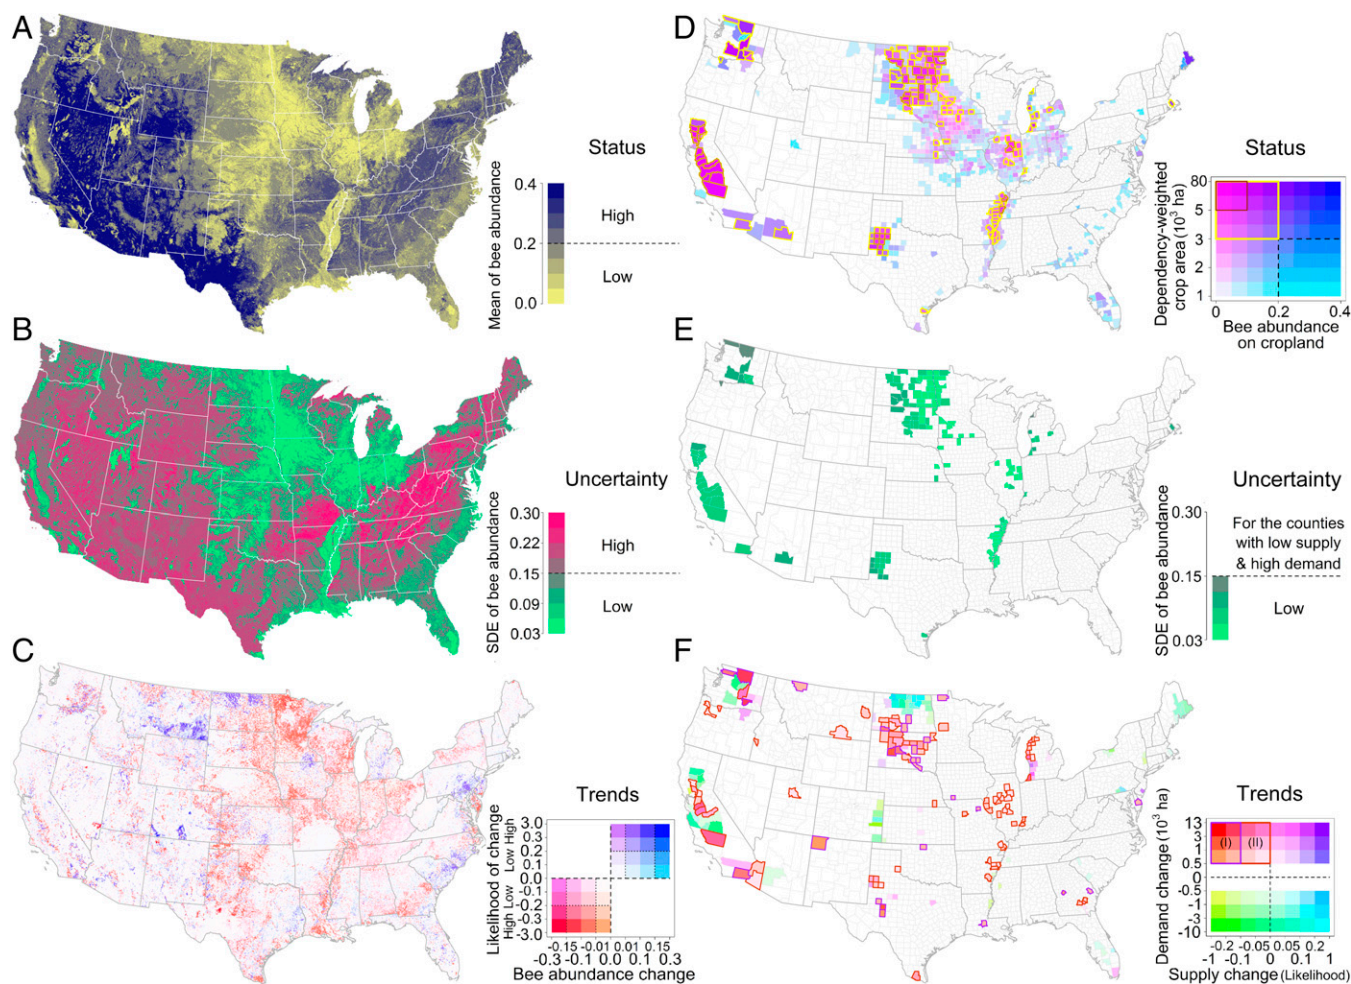 A
Status
Mean of bee abundance
0.4
High
0.2
Low
0.0
B
Uncertainty
SDE of bee abundance
0.30
0.22
High
0.15
0.09
Low
0.03
C
Trends
Likelihood of change
High
Low
Low
High
3.0
0.3
0.2
0.1
0.0
-0.1
-0.2
-0.3
-3.0
-0.15 -0.01 0.01 0.15
-0.3 -0.1 0 0.1 0.3
Bee abundance change
D
Status
Dependency-weighted
crop area (10³ ha)
80
5
3
2
1
0 0.2 0.4
Bee abundance
on cropland
E
Uncertainty
SDE of bee abundance
0.30
For the counties
with low supply
& high demand
0.15
Low
0.03
F
Trends
Demand change (10³ ha)
13
3
1
0.5
0
-0.5
-1
-3
-10
(I) (II)
-0.2 -0.05 0.05 0.2
-1 -0.1 0 0.1 1
Supply change (Likelihood)